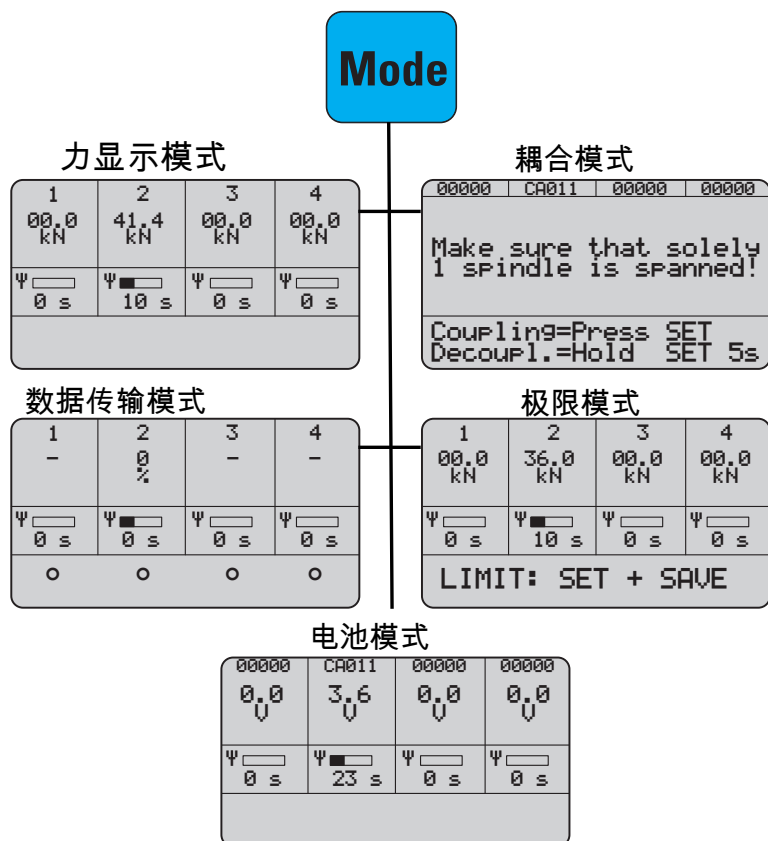 Mode
力显示模式
1 2 3 4
00.0 41.4 00.0 00.0
kN kN kN kN
0 s 10 s 0 s 0 s
耦合模式
00000 CA011 00000 00000
Make sure that solely
1 spindle is spanned!
Coupling=Press SET
Decoupl.=Hold SET 5s
数据传输模式
1 2 3 4
- 0 - -
%
0 s 0 s 0 s 0 s
极限模式
1 2 3 4
00.0 36.0 00.0 00.0
kN kN kN kN
0 s 10 s 0 s 0 s
LIMIT: SET + SAVE
电池模式
00000 CA011 00000 00000
0.0 3.6 0.0 0.0
V V V V
0 s 23 s 0 s 0 s